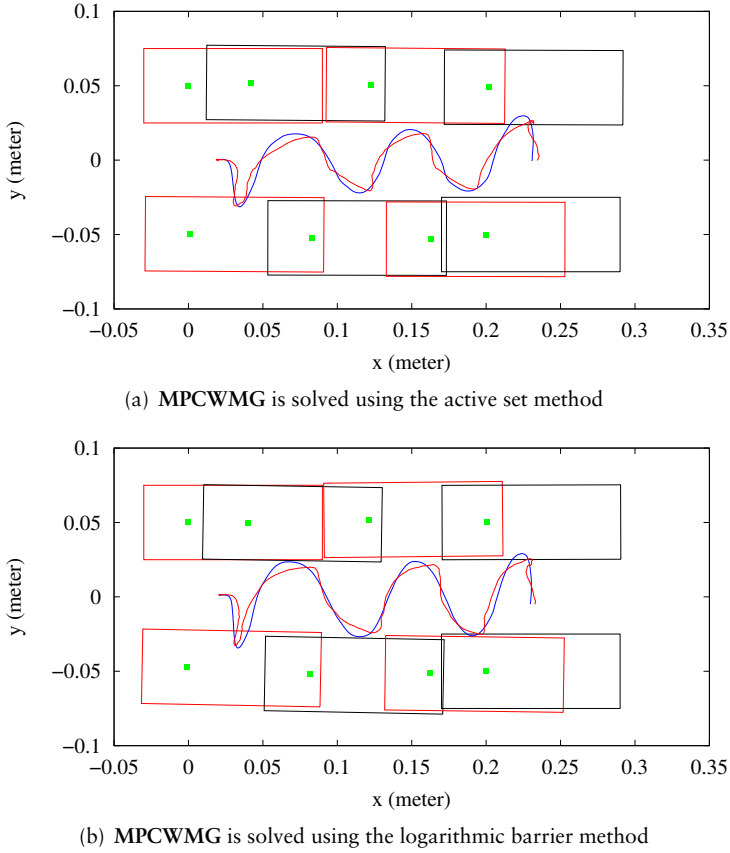 0.1
0.05
0
−0.05
−0.1
y (meter)
−0.05 0 0.05 0.1 0.15 0.2 0.25 0.3 0.35
x (meter)
(a) MPCWMG is solved using the active set method
0.1
0.05
0
−0.05
−0.1
y (meter)
−0.05 0 0.05 0.1 0.15 0.2 0.25 0.3 0.35
x (meter)
(b) MPCWMG is solved using the logarithmic barrier method